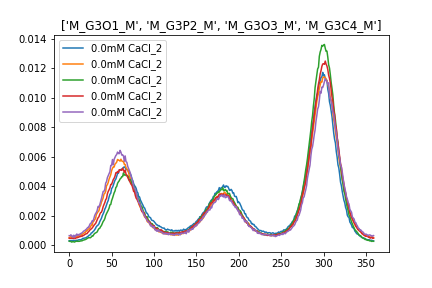 ['M_G3O1_M', 'M_G3P2_M', 'M_G3O3_M', 'M_G3C4_M']
0.014
0.012
0.010
0.008
0.006
0.004
0.002
0.000
0.0mM CaCl_2
0.0mM CaCl_2
0.0mM CaCl_2
0.0mM CaCl_2
0.0mM CaCl_2
0 50 100 150 200 250 300 350